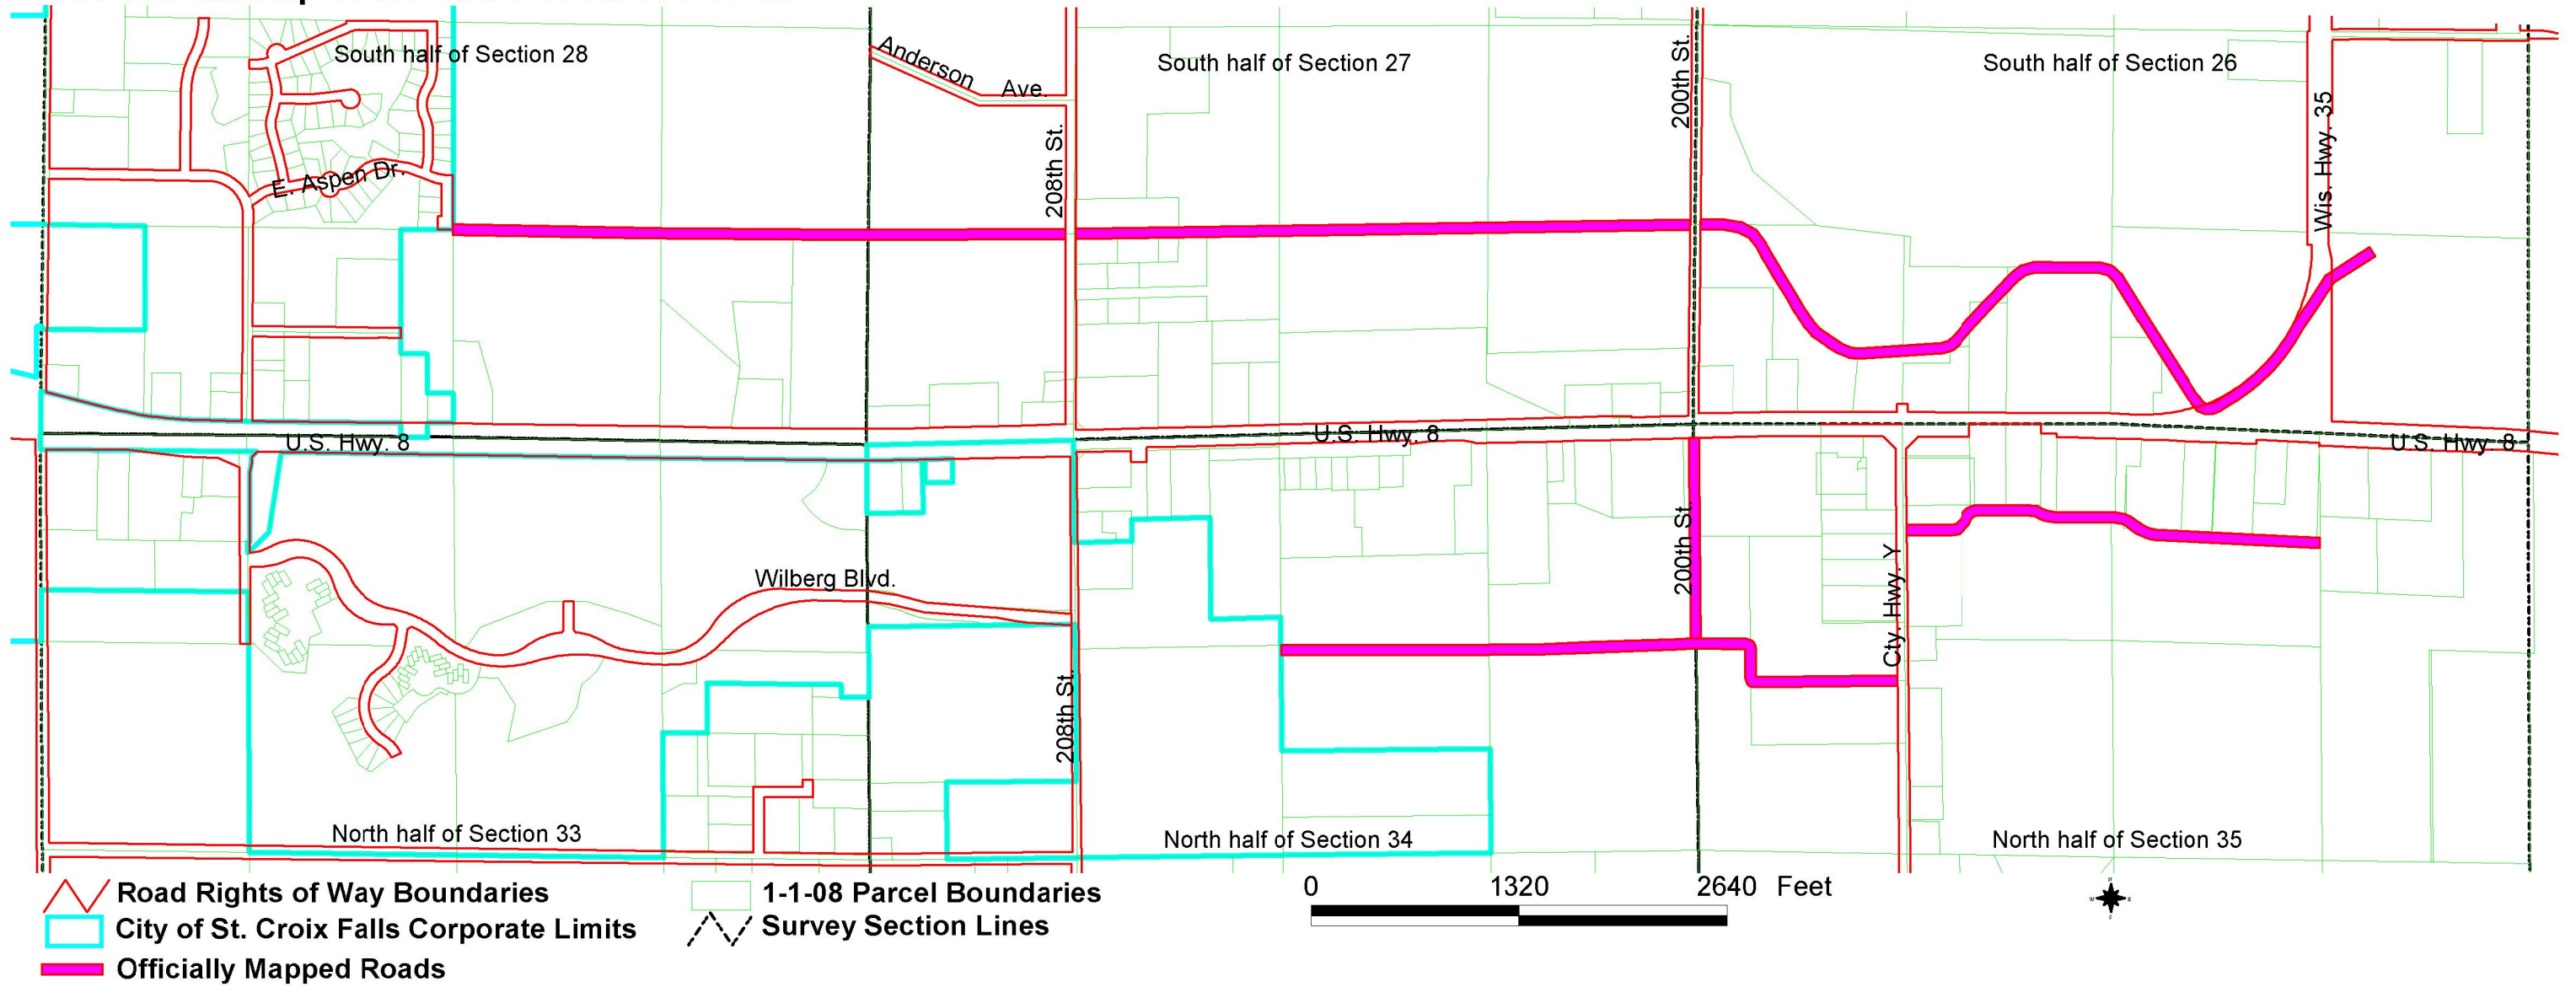 South half of Section 28
Anderson
Ave.
South half of Section 27
200th St.
South half of Section 26
Wis. Hwy. 35
208th St.
E. Aspen Dr.
U.S. Hwy. 8
U.S. Hwy. 8
U.S. Hwy. 8
Wilberg Blvd.
200th St.
Cty. Hwy. Y
208th St.
North half of Section 33
North half of Section 34
North half of Section 35
Road Rights of Way Boundaries
1-1-08 Parcel Boundaries
0 1320 2640 Feet
City of St. Croix Falls Corporate Limits
Survey Section Lines
Officially Mapped Roads